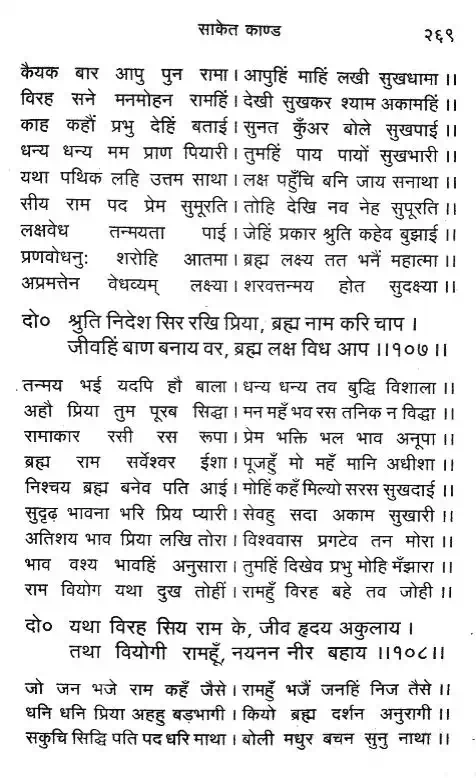 साकेत काण्ड २६९
कैयक बार आपु पुन रामा । आपुहिं माहिं लखी सुखधामा ।।
विरह सने मनमोहन रामहिं । देखी सुखकर श्याम अकामहिं ।।
काह कहौं प्रभु देहिं बताई । सुनत कुँअर बोले सुखपाई ।।
धन्य धन्य मम प्राण पियारी । तुमहिं पाय पायों सुखभारी ।।
यथा पथिक लहि उत्तम साथा । लक्ष पहुँचि बनि जाय सनाथा ।।
सीय राम पद प्रेम सुमूरति । तोहि देखि नव नेह सुपूरति ।।
लक्षवेध तन्मयता पाई । जेहिं प्रकार श्रुति कहेव बुझाई ।।
प्रणवोधनुः शरोहि आतमा । ब्रह्म लक्ष्य तत भनैं महात्मा ।।
अप्रमत्तेन वेधव्यम् लक्ष्या । शरवत्तन्मय होत सुदक्ष्या ।।
दो० श्रुति निदेश सिर रखि प्रिया, ब्रह्म नाम करि चाप ।
जीवहिं बाण बनाय वर, ब्रह्म लक्ष विध आप ।।१०७।।
तन्मय भई यदपि हौ बाला । धन्य धन्य तव बुद्धि विशाला ।।
अहौ प्रिया तुम पूरब सिद्धा । मन महँ भव रस तनिक न विद्धा ।।
रामाकार रसी रस रूपा । प्रेम भक्ति भल भाव अनूपा ।।
ब्रह्म राम सर्वेश्वर ईशा । पूजहुँ मो महँ मानि अधीशा ।।
निश्चय ब्रह्म बनेव पति आई । मोहिं कहँ मिल्यो सरस सुखदाई ।।
सुदृढ़ भावना भरि प्रिय प्यारी । सेवहु सदा अकाम सुखारी ।।
अतिशय भाव प्रिया लखि तोरा । विश्ववास प्रगटेव तन मोरा ।।
भाव वश्य भावहिं अनुसारा । तुमहिं दिखेव प्रभु मोहि मँझारा ।।
राम वियोग यथा दुख तोहीं । रामहुँ विरह बहे तव जोही ।।
दो० यथा विरह सिय राम के, जीव हृदय अकुलाय ।
तथा वियोगी रामहूँ, नयनन नीर बहाय ।।१०८।।
जो जन भजे राम कहँ जैसे । रामहुँ भजैं जनहिं निज तैसे ।।
धनि धनि प्रिया अहहु बड़भागी । कियो ब्रह्म दर्शन अनुरागी ।।
सकुचि सिद्धि पति पद धरि माथा । बोली मधुर बचन सुनु नाथा ।।